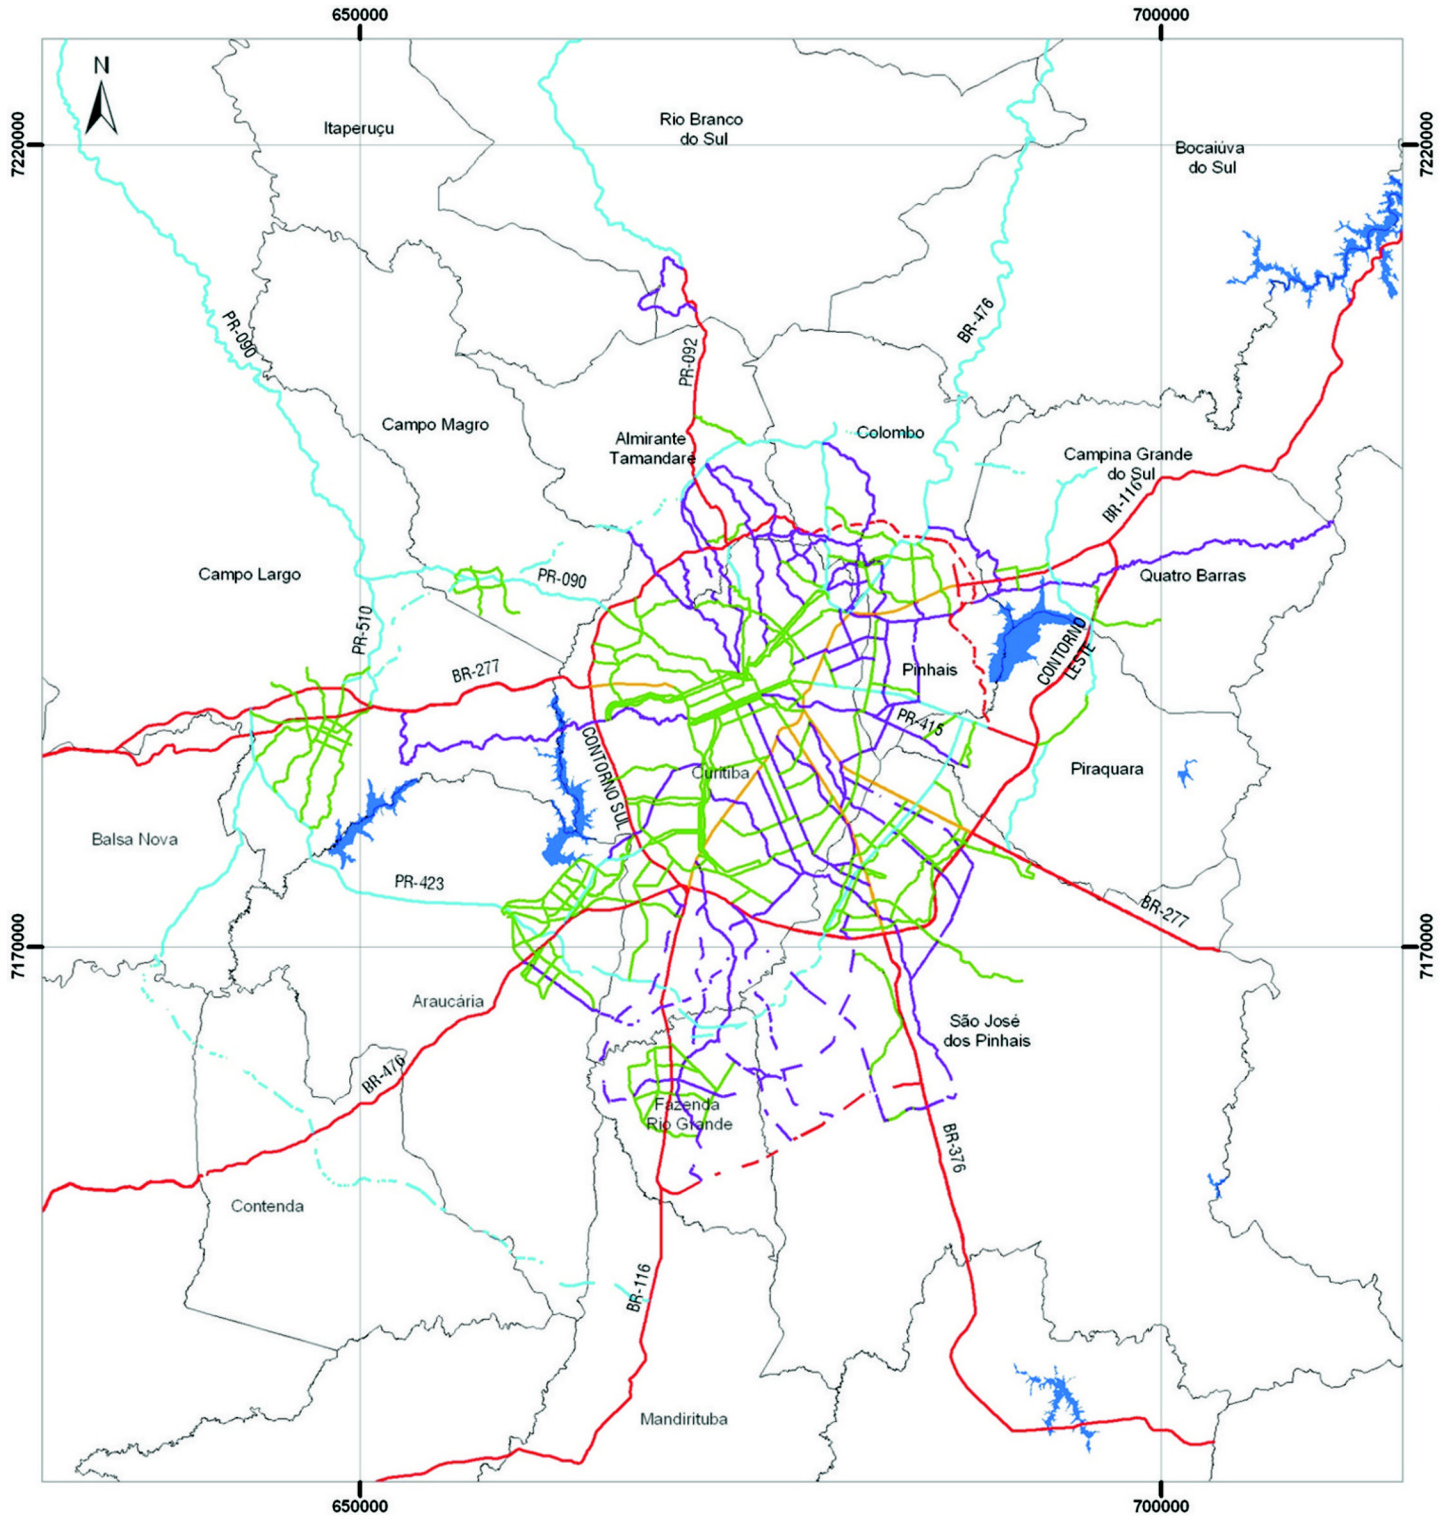 650000
700000
N
7220000
7220000
Itaperuçu
Rio Branco
do Sul
Bocaiúva
do Sul
PR-090
BR-476
PR-092
Campo Magro
Almirante
Tamandaré
Colombo
Campina Grande
do Sul
BR-116
Campo Largo
PR-090
Quatro Barras
PR-510
BR-277
Pinhais
CONTORNO
LESTE
PR-415
CONTORNO SUL
Curitiba
Piraquara
Balsa Nova
PR-423
BR-277
7170000
7170000
Araucária
São José
dos Pinhais
BR-476
Fazenda
Rio Grande
BR-376
Contenda
BR-116
Mandirituba
650000
700000